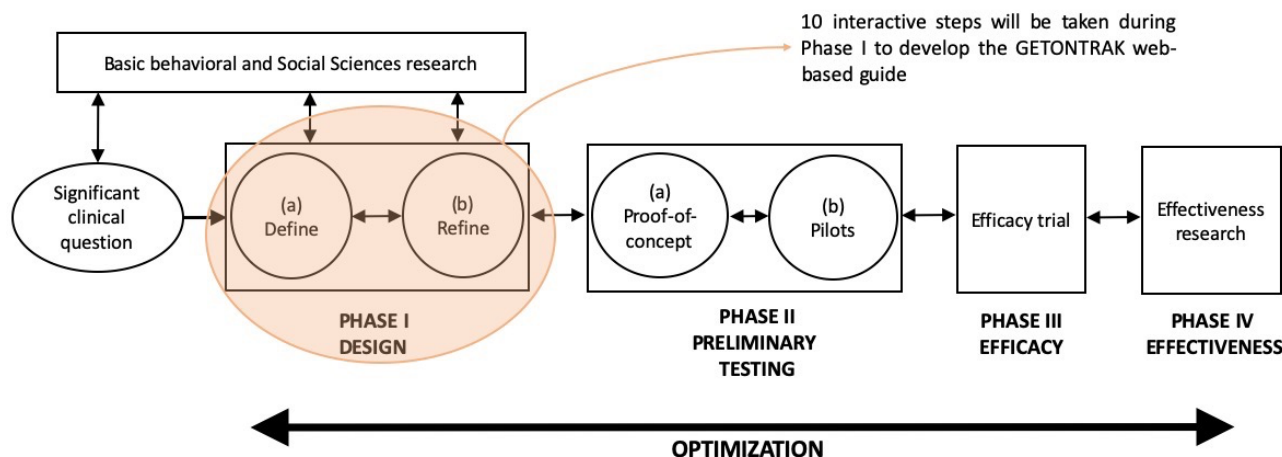 10 interactive steps will be taken during
Phase I to develop the GETONTRAK web-
based guide
Basic behavioral and Social Sciences research
Significant
clinical
question
(a)
Define
(b)
Refine
(a)
Proof-of-
concept
(b)
Pilots
Efficacy trial
Effectiveness
research
PHASE I
DESIGN
PHASE II
PRELIMINARY
TESTING
PHASE III
EFFICACY
PHASE IV
EFFECTIVENESS
OPTIMIZATION